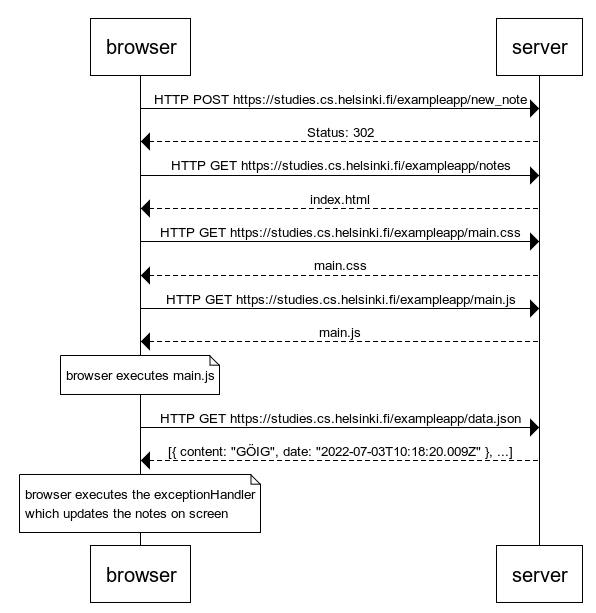 browser
server
HTTP POST https://studies.cs.helsinki.fi/exampleapp/new_note
Status: 302
HTTP GET https://studies.cs.helsinki.fi/exampleapp/notes
index.html
HTTP GET https://studies.cs.helsinki.fi/exampleapp/main.css
main.css
HTTP GET https://studies.cs.helsinki.fi/exampleapp/main.js
main.js
browser executes main.js
HTTP GET https://studies.cs.helsinki.fi/exampleapp/data.json
[{ content: "GÖIG", date: "2022-07-03T10:18:20.009Z" }, ...]
browser executes the exceptionHandler
which updates the notes on screen
browser
server